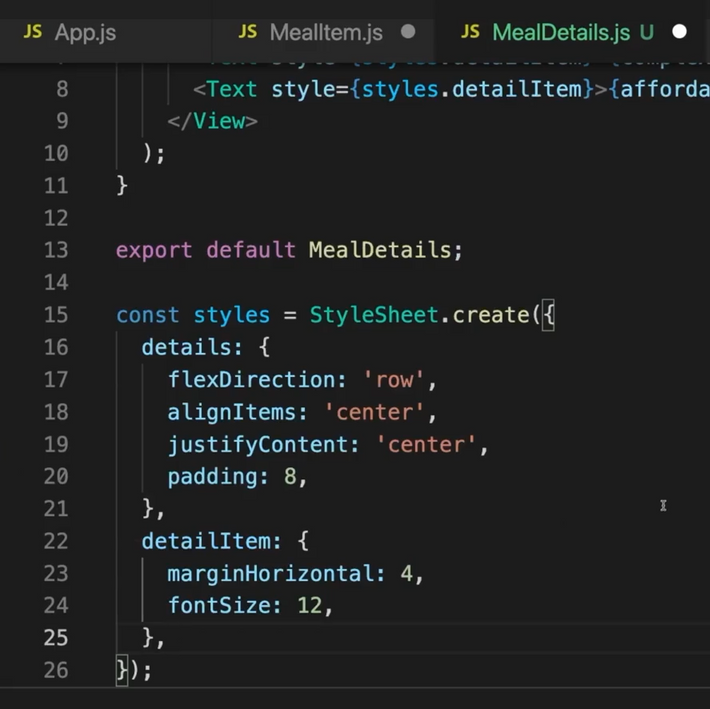 JS App.js
JS MealItem.js
JS MealDetails.js U
8 <Text style={styles.detailItem}>{afforda
9 </View>
10 );
11 }
12
13 export default MealDetails;
14
15 const styles = StyleSheet.create({
16 details: {
17 flexDirection: 'row',
18 alignItems: 'center',
19 justifyContent: 'center',
20 padding: 8,
21 },
22 detailItem: {
23 marginHorizontal: 4,
24 fontSize: 12,
25 },
26 });